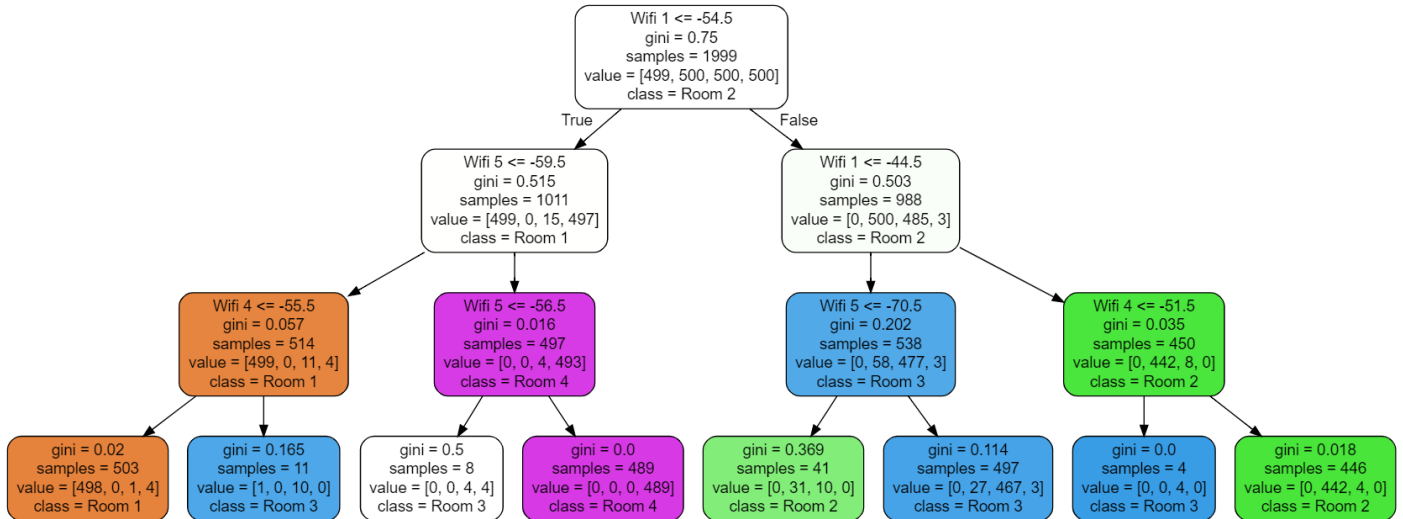 Wifi 1 <= -54.5
gini = 0.75
samples = 1999
value = [499, 500, 500, 500]
class = Room 2
True
False
Wifi 5 <= -59.5
gini = 0.515
samples = 1011
value = [499, 0, 15, 497]
class = Room 1
Wifi 1 <= -44.5
gini = 0.503
samples = 988
value = [0, 500, 485, 3]
class = Room 2
Wifi 4 <= -55.5
gini = 0.057
samples = 514
value = [499, 0, 11, 4]
class = Room 1
Wifi 5 <= -56.5
gini = 0.016
samples = 497
value = [0, 0, 4, 493]
class = Room 4
Wifi 5 <= -70.5
gini = 0.202
samples = 538
value = [0, 58, 477, 3]
class = Room 3
Wifi 4 <= -51.5
gini = 0.035
samples = 450
value = [0, 442, 8, 0]
class = Room 2
gini = 0.02
samples = 503
value = [498, 0, 1, 4]
class = Room 1
gini = 0.165
samples = 11
value = [1, 0, 10, 0]
class = Room 3
gini = 0.5
samples = 8
value = [0, 0, 4, 4]
class = Room 3
gini = 0.0
samples = 489
value = [0, 0, 0, 489]
class = Room 4
gini = 0.369
samples = 41
value = [0, 31, 10, 0]
class = Room 2
gini = 0.114
samples = 497
value = [0, 27, 467, 3]
class = Room 3
gini = 0.0
samples = 4
value = [0, 0, 4, 0]
class = Room 3
gini = 0.018
samples = 446
value = [0, 442, 4, 0]
class = Room 2